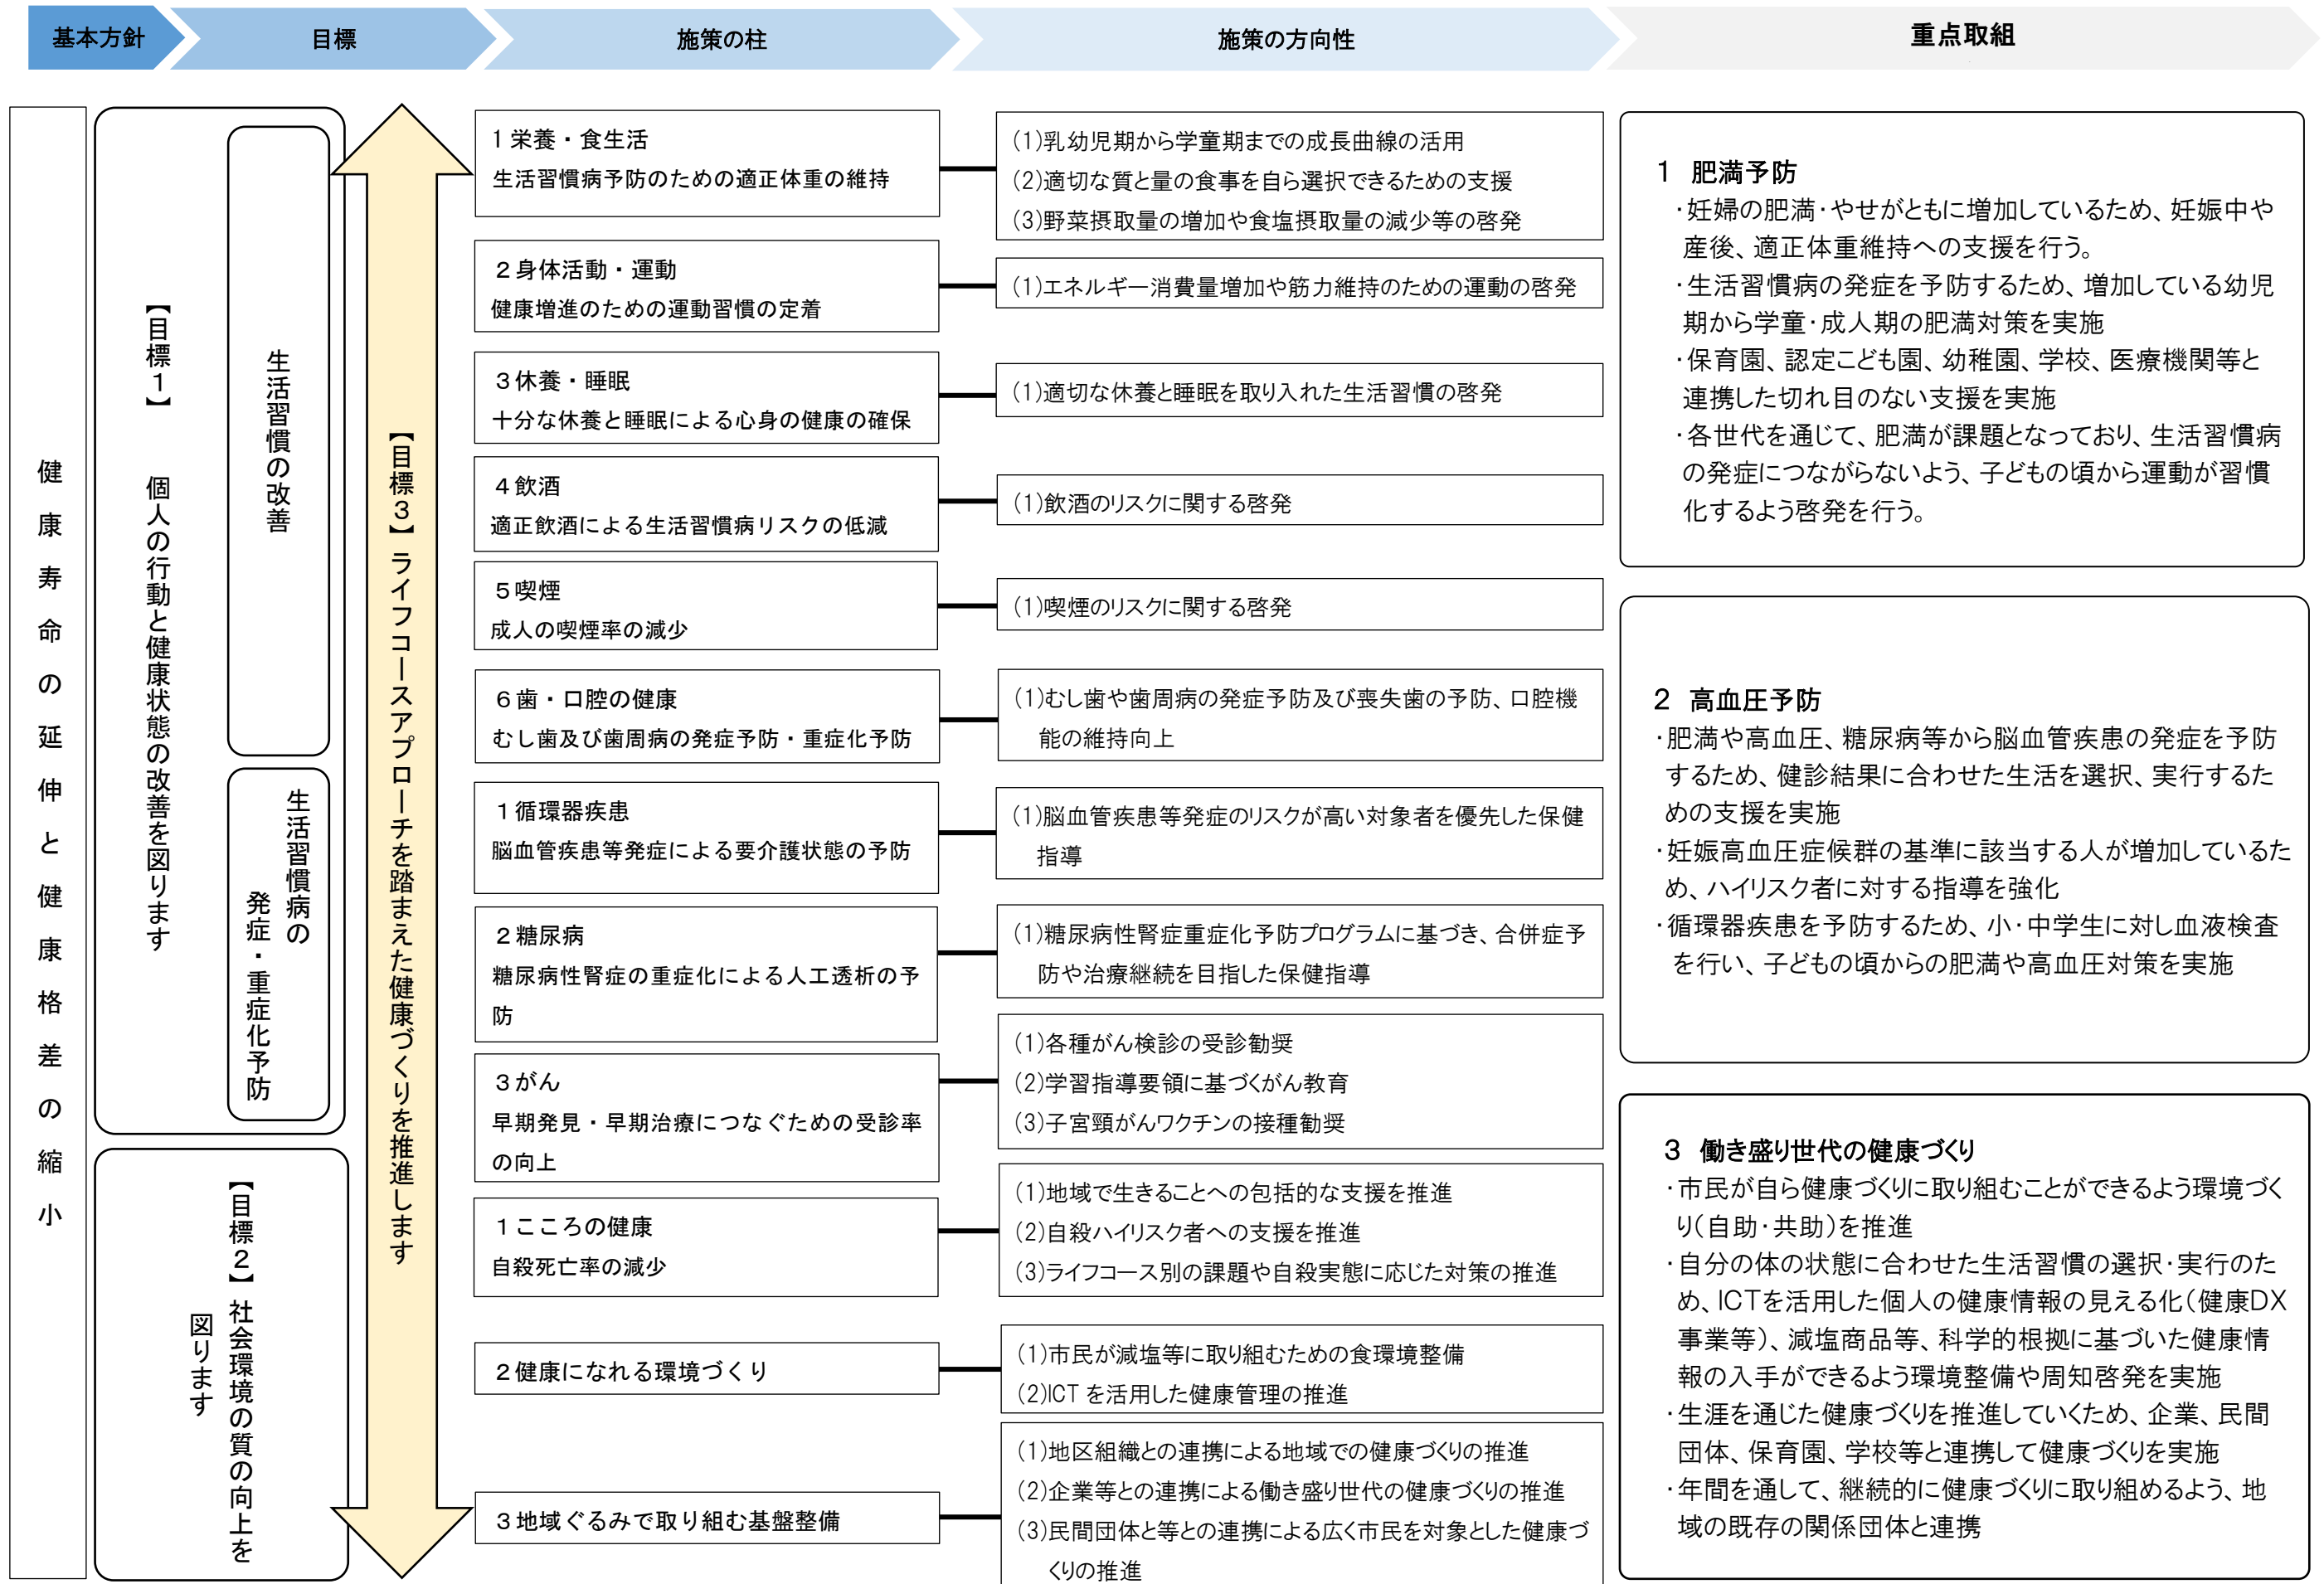 基本方針
目標
施策の柱
施策の方向性
重点取組
健康寿命の延伸と健康格差の縮小
【目標１】 個人の行動と健康状態の改善を図ります
生活習慣の改善
生活習慣病の
発症・重症化予防
【目標２】社会環境の質の向上を
図ります
【目標３】ライフコースアプローチを踏まえた健康づくりを推進します
１栄養・食生活
生活習慣病予防のための適正体重の維持
(1)乳幼児期から学童期までの成長曲線の活用
(2)適切な質と量の食事を自ら選択できるための支援
(3)野菜摂取量の増加や食塩摂取量の減少等の啓発
２身体活動・運動
健康増進のための運動習慣の定着
(1)エネルギー消費量増加や筋力維持のための運動の啓発
３休養・睡眠
十分な休養と睡眠による心身の健康の確保
(1)適切な休養と睡眠を取り入れた生活習慣の啓発
４飲酒
適正飲酒による生活習慣病リスクの低減
(1)飲酒のリスクに関する啓発
５喫煙
成人の喫煙率の減少
(1)喫煙のリスクに関する啓発
６歯・口腔の健康
むし歯及び歯周病の発症予防・重症化予防
(1)むし歯や歯周病の発症予防及び喪失歯の予防、口腔機
能の維持向上
１循環器疾患
脳血管疾患等発症による要介護状態の予防
(1)脳血管疾患等発症のリスクが高い対象者を優先した保健
指導
２糖尿病
糖尿病性腎症の重症化による人工透析の予
防
(1)糖尿病性腎症重症化予防プログラムに基づき、合併症予
防や治療継続を目指した保健指導
３がん
早期発見・早期治療につなぐための受診率
の向上
(1)各種がん検診の受診勧奨
(2)学習指導要領に基づくがん教育
(3)子宮頸がんワクチンの接種勧奨
１こころの健康
自殺死亡率の減少
(1)地域で生きることへの包括的な支援を推進
(2)自殺ハイリスク者への支援を推進
(3)ライフコース別の課題や自殺実態に応じた対策の推進
２健康になれる環境づくり
(1)市民が減塩等に取り組むための食環境整備
(2)ICT を活用した健康管理の推進
３地域ぐるみで取り組む基盤整備
(1)地区組織との連携による地域での健康づくりの推進
(2)企業等との連携による働き盛り世代の健康づくりの推進
(3)民間団体と等との連携による広く市民を対象とした健康づ
くりの推進
１ 肥満予防
・妊婦の肥満・やせがともに増加しているため、妊娠中や
産後、適正体重維持への支援を行う。
・生活習慣病の発症を予防するため、増加している幼児
期から学童・成人期の肥満対策を実施
・保育園、認定こども園、幼稚園、学校、医療機関等と
連携した切れ目のない支援を実施
・各世代を通じて、肥満が課題となっており、生活習慣病
の発症につながらないよう、子どもの頃から運動が習慣
化するよう啓発を行う。
２ 高血圧予防
・肥満や高血圧、糖尿病等から脳血管疾患の発症を予防
するため、健診結果に合わせた生活を選択、実行するた
めの支援を実施
・妊娠高血圧症候群の基準に該当する人が増加しているた
め、ハイリスク者に対する指導を強化
・循環器疾患を予防するため、小・中学生に対し血液検査
を行い、子どもの頃からの肥満や高血圧対策を実施
３ 働き盛り世代の健康づくり
・市民が自ら健康づくりに取り組むことができるよう環境づく
り(自助・共助)を推進
・自分の体の状態に合わせた生活習慣の選択・実行のた
め、ICTを活用した個人の健康情報の見える化(健康DX
事業等)、減塩商品等、科学的根拠に基づいた健康情
報の入手ができるよう環境整備や周知啓発を実施
・生涯を通じた健康づくりを推進していくため、企業、民間
団体、保育園、学校等と連携して健康づくりを実施
・年間を通して、継続的に健康づくりに取り組めるよう、地
域の既存の関係団体と連携